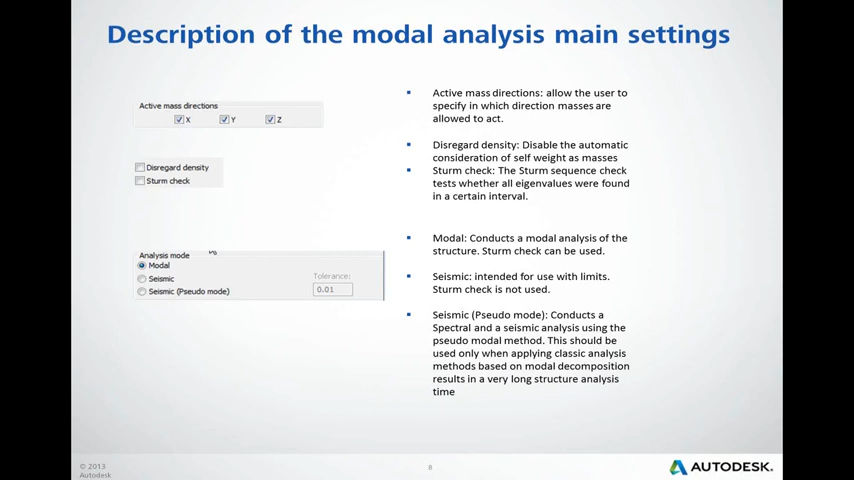 Description of the modal analysis main settings
Active mass directions
X Y Z
Disregard density
Sturm check
Analysis mode
Modal
Seismic
Seismic (Pseudo mode)
Tolerance:
0.01
Active mass directions: allow the user to
specify in which direction masses are
allowed to act.
Disregard density: Disable the automatic
consideration of self weight as masses
Sturm check: The Sturm sequence check
tests whether all eigenvalues were found
in a certain interval.
Modal: Conducts a modal analysis of the
structure. Sturm check can be used.
Seismic: intended for use with limits.
Sturm check is not used.
Seismic (Pseudo mode): Conducts a
Spectral and a seismic analysis using the
pseudo modal method. This should be
used only when applying classic analysis
methods based on modal decomposition
results in a very long structure analysis
time
© 2013
Autodesk
8
AUTODESK.